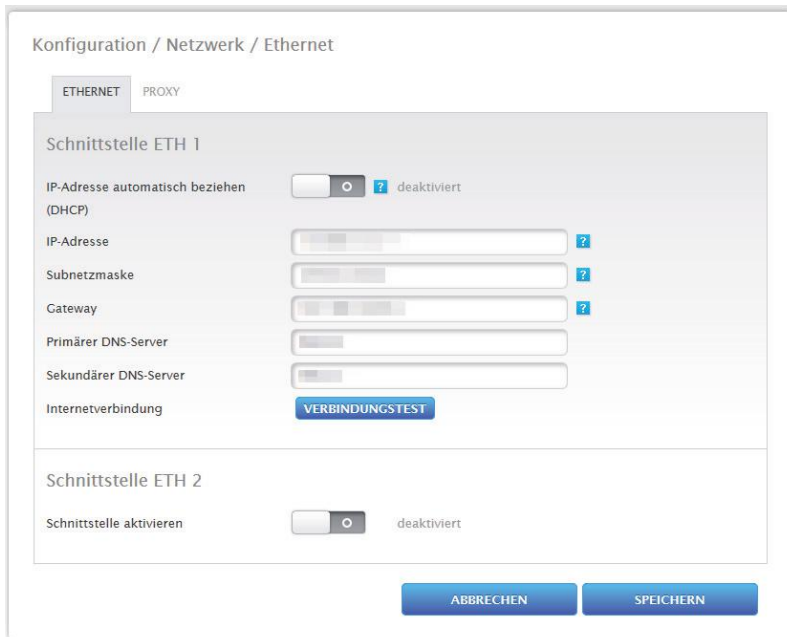 Konfiguration / Netzwerk / Ethernet
ETHERNET PROXY
Schnittstelle ETH 1
IP-Adresse automatisch beziehen
(DHCP)
? deaktiviert
IP-Adresse ?
Subnetzmaske ?
Gateway ?
Primärer DNS-Server
Sekundärer DNS-Server
Internetverbindung VERBINDUNGSTEST
Schnittstelle ETH 2
Schnittstelle aktivieren deaktiviert
ABBRECHEN SPEICHERN